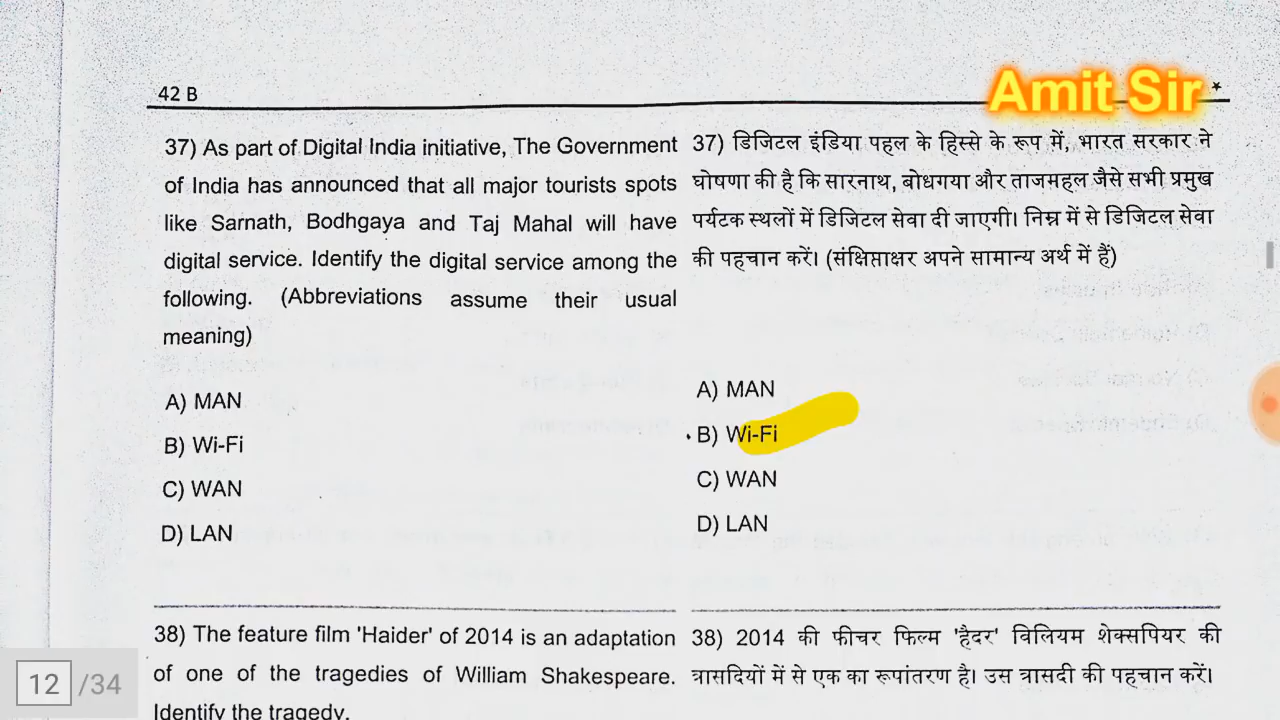 42 B
Amit Sir *
37) As part of Digital India initiative, The Government
of India has announced that all major tourists spots
like Sarnath, Bodhgaya and Taj Mahal will have
digital service. Identify the digital service among the
following. (Abbreviations assume their usual
meaning)
A) MAN
B) Wi-Fi
C) WAN
D) LAN
37) डिजिटल इंडिया पहल के हिस्से के रूप में, भारत सरकार ने
घोषणा की है कि सारनाथ, बोधगया और ताजमहल जैसे सभी प्रमुख
पर्यटक स्थलों में डिजिटल सेवा दी जाएगी। निम्न में से डिजिटल सेवा
की पहचान करें। (संक्षिप्ताक्षर अपने सामान्य अर्थ में हैं)
A) MAN
B) Wi-Fi
C) WAN
D) LAN
38) The feature film 'Haider' of 2014 is an adaptation
of one of the tragedies of William Shakespeare.
Identify the tragedy.
38) 2014 की फीचर फिल्म 'हैदर' विलियम शेक्सपियर की
त्रासदियों में से एक का रूपांतरण है। उस त्रासदी की पहचान करें।
12 /34